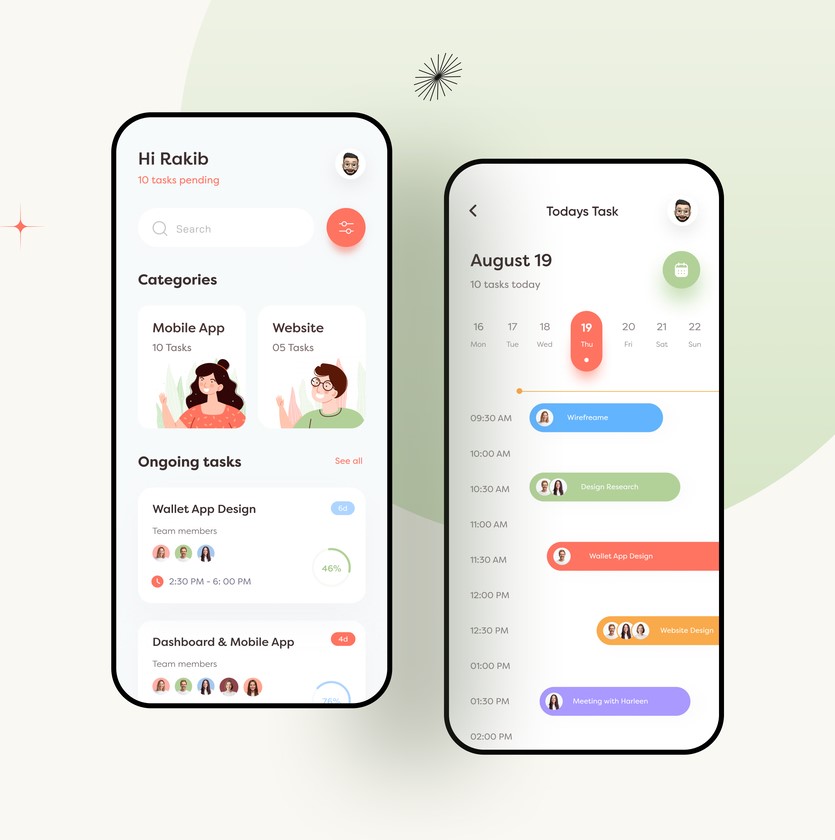 Hi Rakib
10 tasks pending
Search
Categories
Mobile App
10 Tasks
Website
05 Tasks
Ongoing tasks
See all
Wallet App Design
6d
Team members
46%
2:30 PM - 6: 00 PM
Dashboard & Mobile App
4d
Team members
76%
Todays Task
August 19
10 tasks today
16 17 18 19 20 21 22
Mon Tue Wed Thu Fri Sat Sun
09:30 AM
Wirefreame
10:00 AM
10:30 AM
Design Research
11:00 AM
11:30 AM
Wallet App Design
12:00 PM
12:30 PM
Website Design
01:00 PM
01:30 PM
Meeting with Harleen
02:00 PM